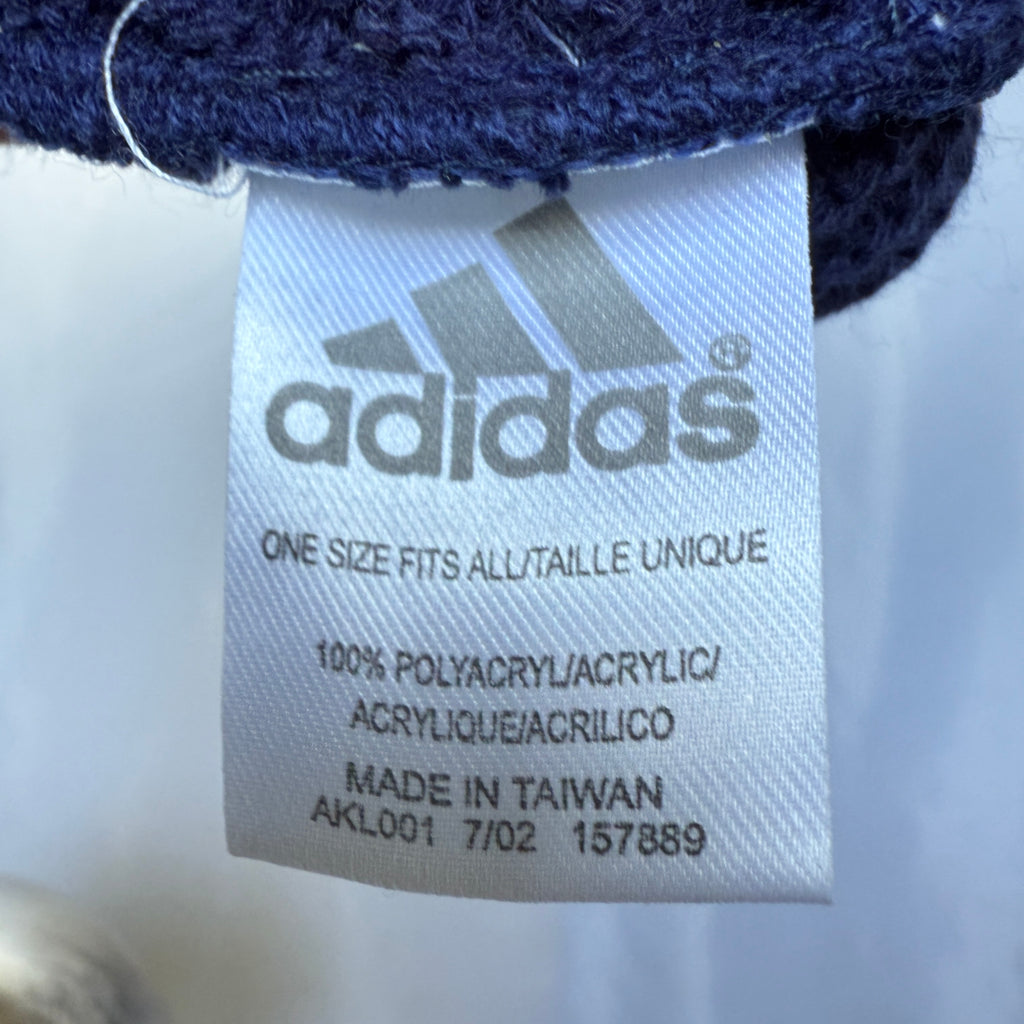 adidas®
ONE SIZE FITS ALL/TAILLE UNIQUE
100% POLYACRYL/ACRYLIC/
ACRYLIQUE/ACRILICO
MADE IN TAIWAN
AKL001 7/02 157889